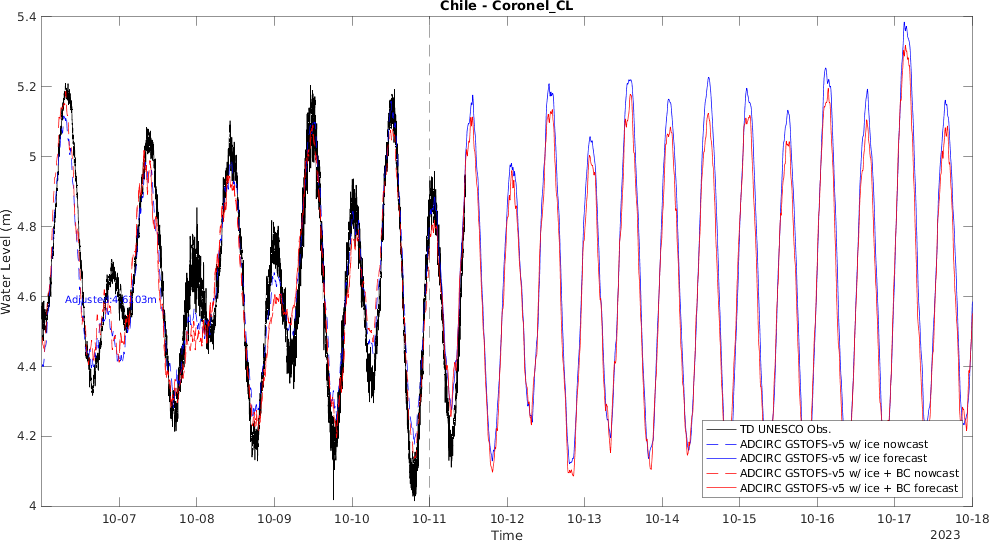 Chile - Coronel_CL
5.4
5.2
5
4.8
4.6
4.4
4.2
4
Water Level (m)
TD UNESCO Obs.
ADCIRC GSTOFS-v5 w/ ice nowcast
ADCIRC GSTOFS-v5 w/ ice forecast
ADCIRC GSTOFS-v5 w/ ice + BC nowcast
ADCIRC GSTOFS-v5 w/ ice + BC forecast
10-07 10-08 10-09 10-10 10-11 10-12 10-13 10-14 10-15 10-16 10-17 10-18
Time
2023